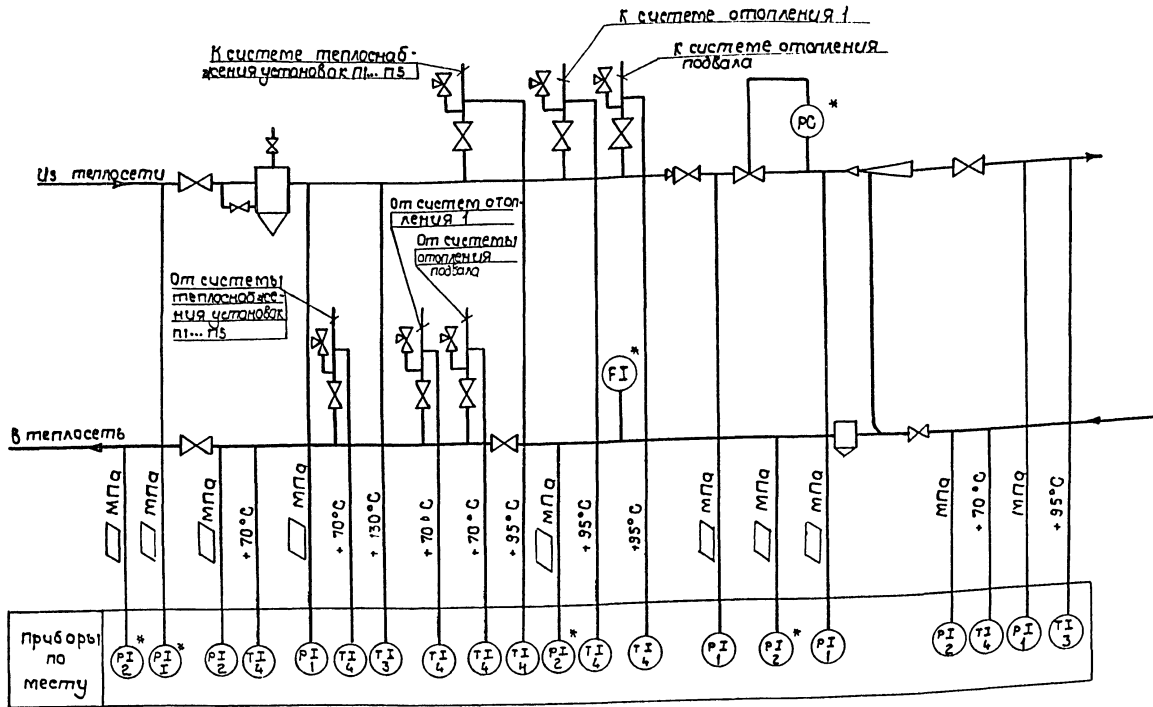 К системе отопления 1
К системе теплоснаб-
жения установок П1... П5
К системе отопления
подвала
РС *
Из теплосети
От систем отоп-
ления 1
От системы
отопления
подвала
От системы
теплоснабже-
ния установок
П1... П5
FI *
В теплосеть
МПа
МПа
МПа
+70°С
МПа
+70°С
+130°С
+70°С
+70°С
+95°С
МПа
+95°С
+95°С
МПа
МПа
МПа
МПа
+70°С
МПа
+95°С
Приборы
по
месту
PI 2 *
PI I *
PI 2
TI 4
PI 1
TI 4
TI 3
TI 4
TI 4
TI 4
PI 2 *
TI 4
TI 4
PI 1
PI 2 *
PI 1
PI 2
TI 4
PI 1
TI 3